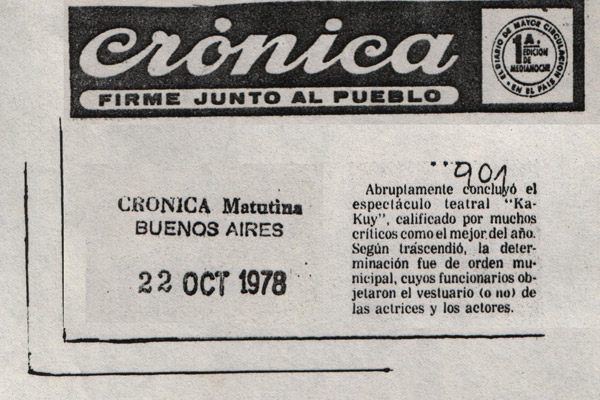 crónica
FIRME JUNTO AL PUEBLO
EL DIARIO DE MAYOR CIRCULACION
EN EL PAIS
1A.
EDICION
DE
MEDIANOCHE
901
CRONICA Matutina
BUENOS AIRES
22 OCT 1978
Abruptamente concluyó el
espectáculo teatral "Ka-
Kuy", calificado por muchos
críticos como el mejor del año.
Según tráscendió, la deter-
minación fue de orden mu-
nicipal, cuyos funcionarios ob-
jetaron el vestuario (o no) de
las actrices y los actores.